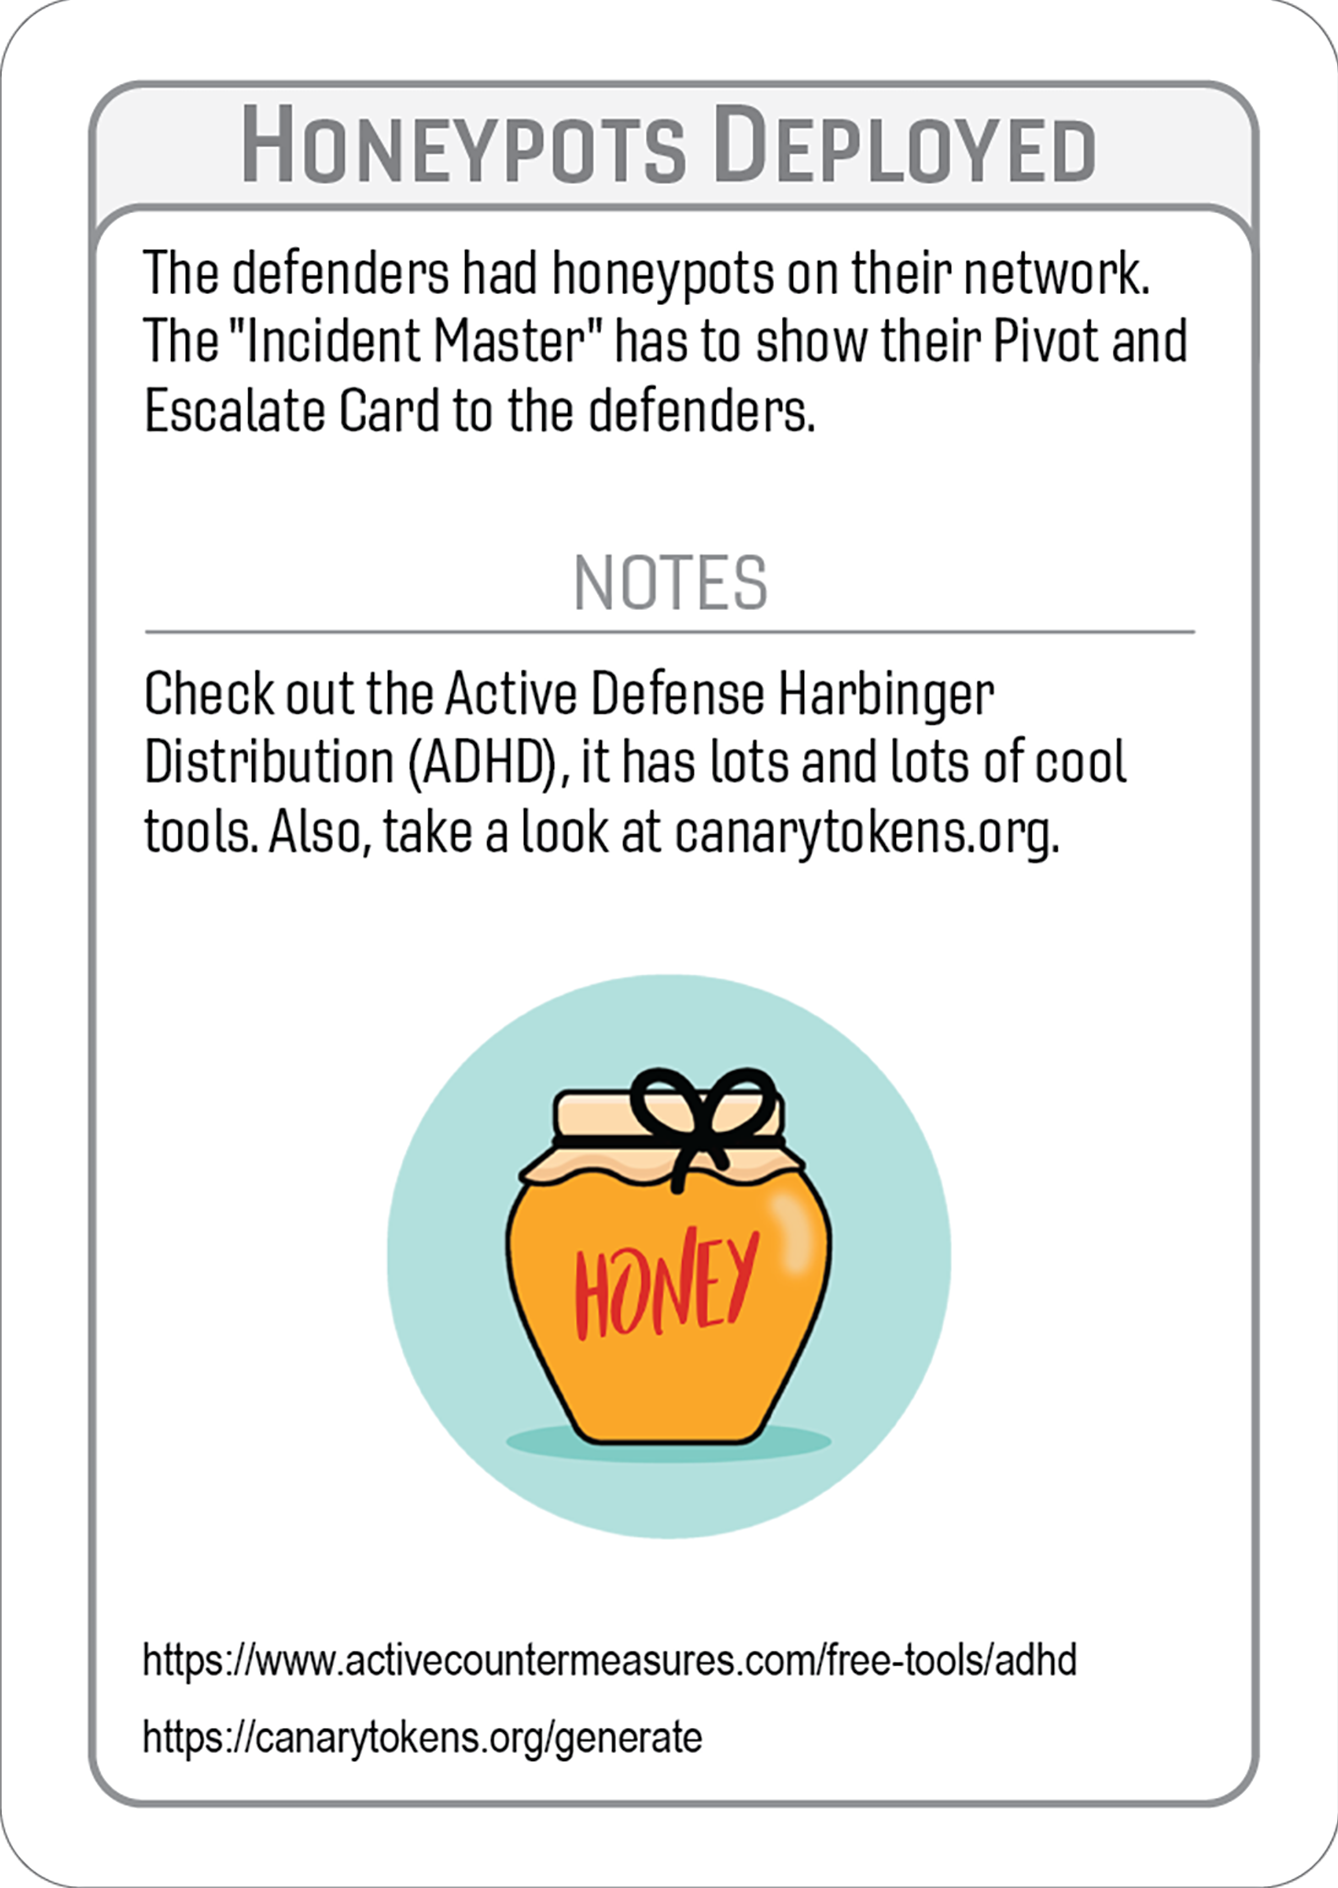 HONEYPOTS DEPLOYED
The defenders had honeypots on their network.
The "Incident Master" has to show their Pivot and
Escalate Card to the defenders.
NOTES
Check out the Active Defense Harbinger
Distribution (ADHD), it has lots and lots of cool
tools. Also, take a look at canarytokens.org.
HONEY
https://www.activecountermeasures.com/free-tools/adhd
https://canarytokens.org/generate